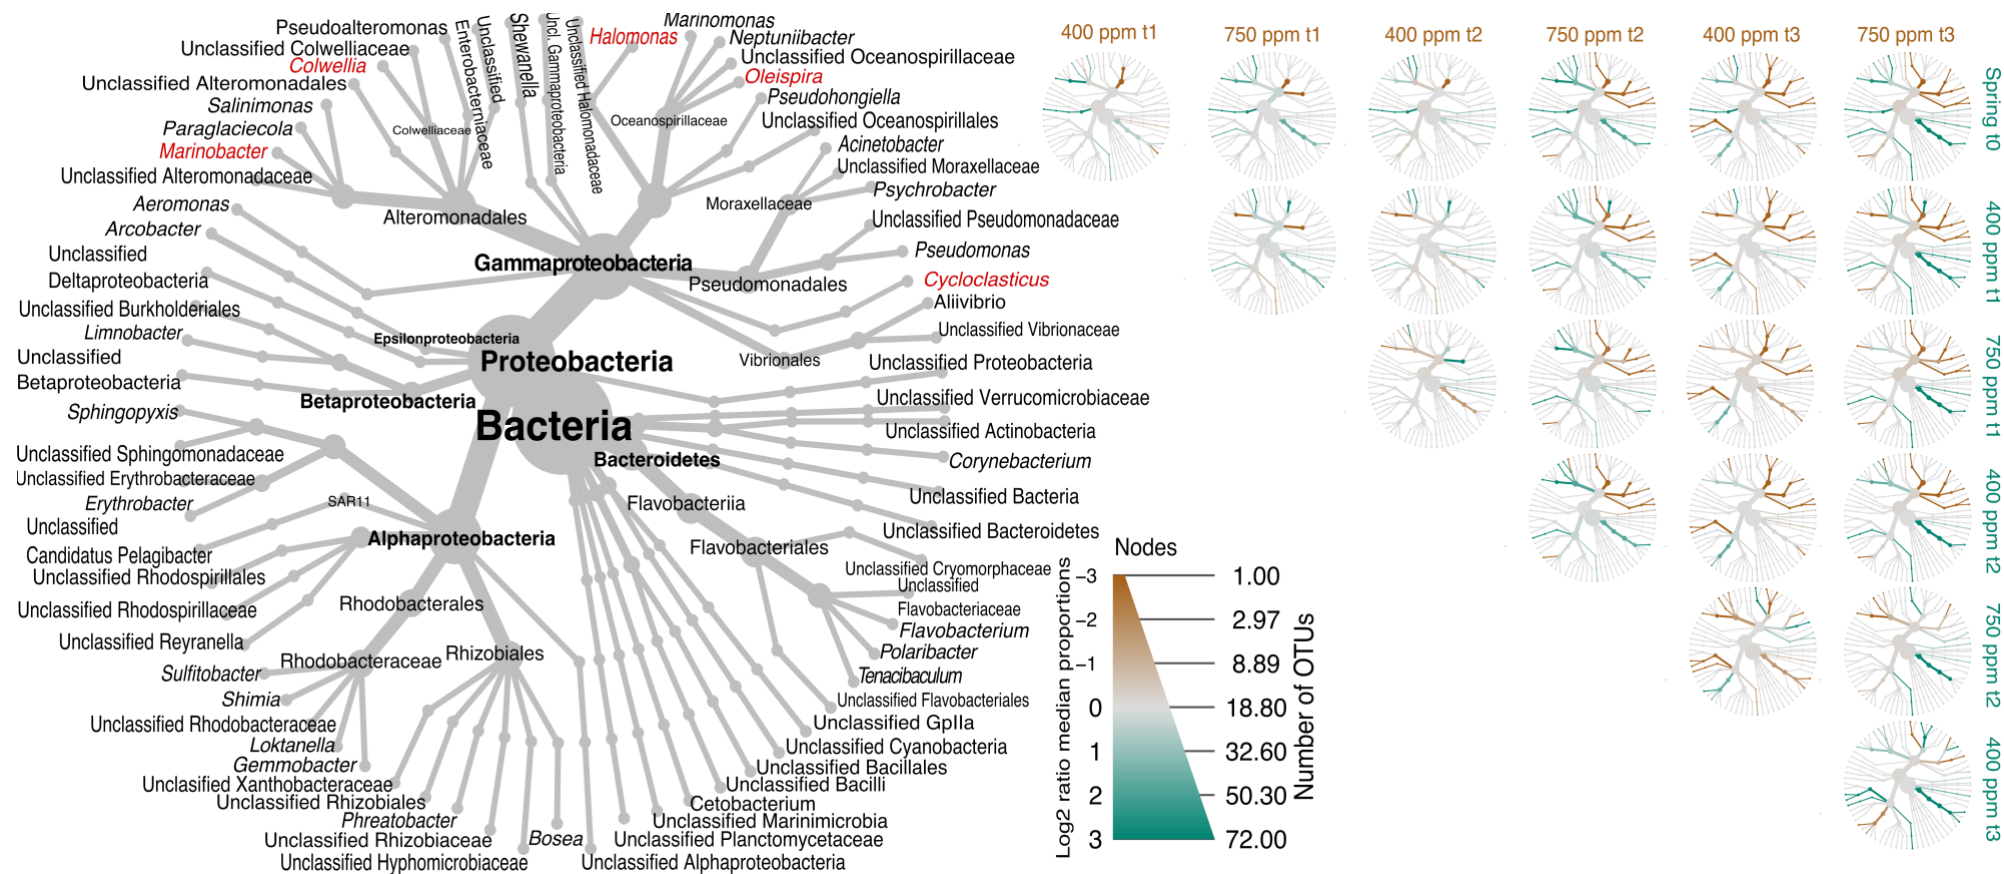 Pseudoalteromonas
Unclassified Colwelliaceae
Colwellia
Unclassified Alteromonadales
Salinimonas
Paraglaciecola
Marinobacter
Unclassified Alteromonadaceae
Aeromonas
Arcobacter
Unclassified
Deltaproteobacteria
Unclassified Burkholderiales
Limnobacter
Unclassified
Betaproteobacteria
Sphingopyxis
Unclassified Sphingomonadaceae
Unclassified Erythrobacteraceae
Erythrobacter
Unclassified
Candidatus Pelagibacter
Unclassified Rhodospirillales
Unclassified Rhodospirillaceae
Unclassified Reyranella
Sulfitobacter
Shimia
Unclassified Rhodobacteraceae
Loktanella
Gemmobacter
Unclasified Xanthobacteraceae
Unclassified Rhizobiales
Phreatobacter
Unclassified Rhizobiaceae
Unclassified Hyphomicrobiaceae
Bosea
Unclassified Alphaproteobacteria
Unclassified Planctomycetaceae
Unclassified Marinimicrobia
Cetobacterium
Unclassified Bacilli
Unclassified Bacillales
Unclassified Cyanobacteria
Unclassified GpIIa
Unclassified Flavobacteriales
Tenacibaculum
Polaribacter
Flavobacterium
Flavobacteriaceae
Unclassified
Unclassified Cryomorphaceae
Unclassified Bacteroidetes
Unclassified Bacteria
Corynebacterium
Unclassified Actinobacteria
Unclassified Verrucomicrobiaceae
Unclassified Proteobacteria
Unclassified Vibrionaceae
Aliivibrio
Cycloclasticus
Pseudomonas
Unclassified Pseudomonadaceae
Psychrobacter
Unclassified Moraxellaceae
Acinetobacter
Unclassified Oceanospirillales
Pseudohongiella
Oleispira
Unclassified Oceanospirillaceae
Neptuniibacter
Marinomonas
Halomonas
Unclassified Halomonadaceae
Uncl. Gammaproteobacteria
Shewanella
Unclassified
Enterobacterniaceae
Colwelliaceae
Oceanospirillaceae
Alteromonadales
Moraxellaceae
Gammaproteobacteria
Pseudomonadales
Epsilonproteobacteria
Proteobacteria
Vibrionales
Betaproteobacteria
Bacteria
Bacteroidetes
SAR11
Flavobacteriia
Alphaproteobacteria
Flavobacteriales
Rhodobacterales
Rhodobacteraceae
Rhizobiales
400 ppm t1
750 ppm t1
400 ppm t2
750 ppm t2
400 ppm t3
750 ppm t3
Spring t0
400 ppm t1
750 ppm t1
400 ppm t2
750 ppm t2
400 ppm t3
Nodes
Log2 ratio median proportions
Number of OTUs
−3 1.00
−2 2.97
−1 8.89
0 18.80
1 32.60
2 50.30
3 72.00